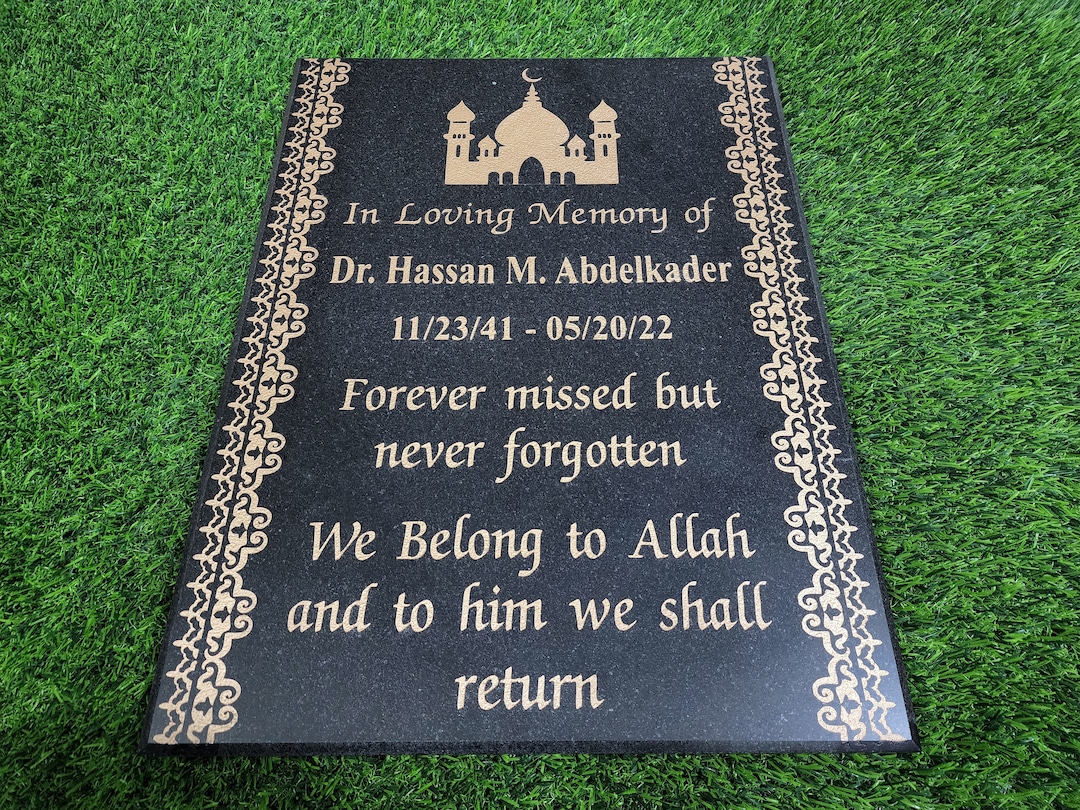 In Loving Memory of
Dr. Hassan M. Abdelkader
11/23/41 - 05/20/22
Forever missed but
never forgotten
We Belong to Allah
and to him we shall
return